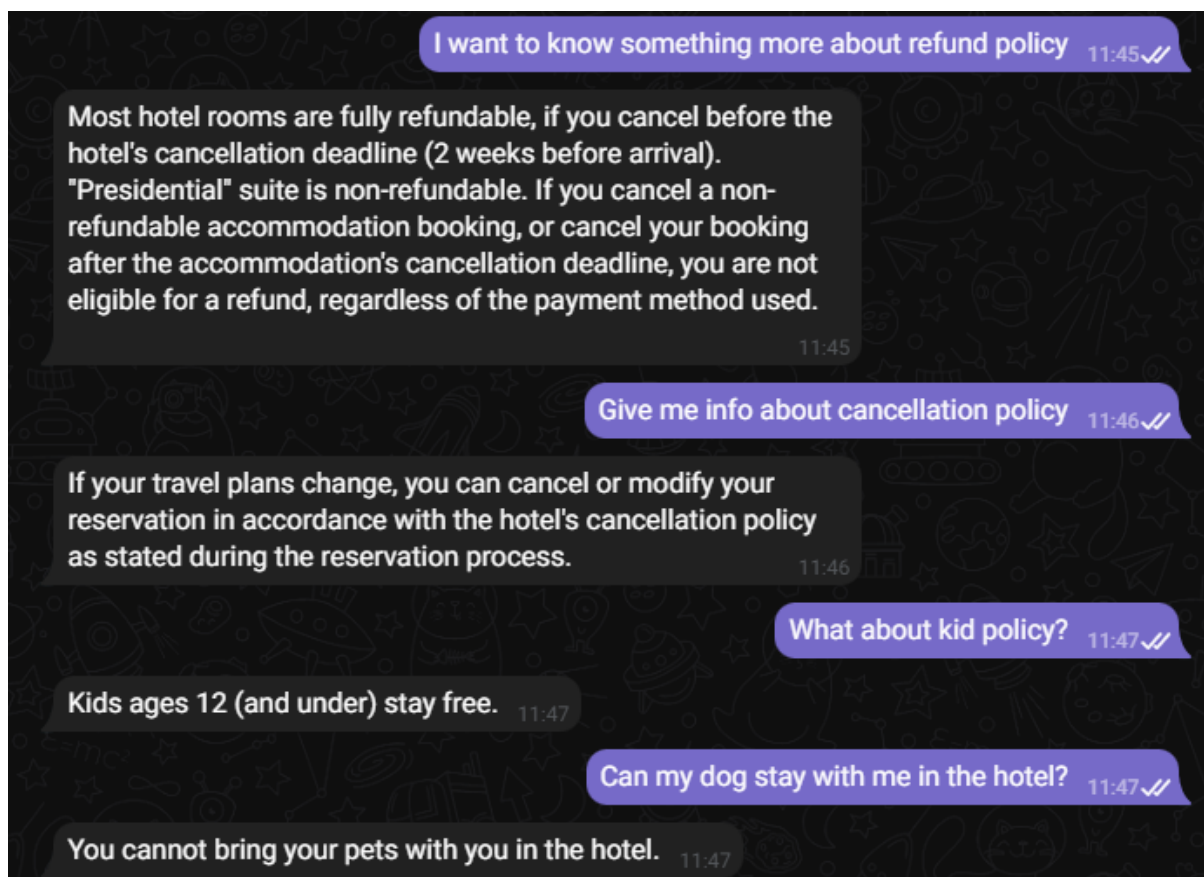 I want to know something more about refund policy 11:45
Most hotel rooms are fully refundable, if you cancel before the
hotel's cancellation deadline (2 weeks before arrival).
"Presidential" suite is non-refundable. If you cancel a non-
refundable accommodation booking, or cancel your booking
after the accommodation's cancellation deadline, you are not
eligible for a refund, regardless of the payment method used.
11:45
Give me info about cancellation policy 11:46
If your travel plans change, you can cancel or modify your
reservation in accordance with the hotel's cancellation policy
as stated during the reservation process. 11:46
What about kid policy? 11:47
Kids ages 12 (and under) stay free. 11:47
Can my dog stay with me in the hotel? 11:47
You cannot bring your pets with you in the hotel. 11:47